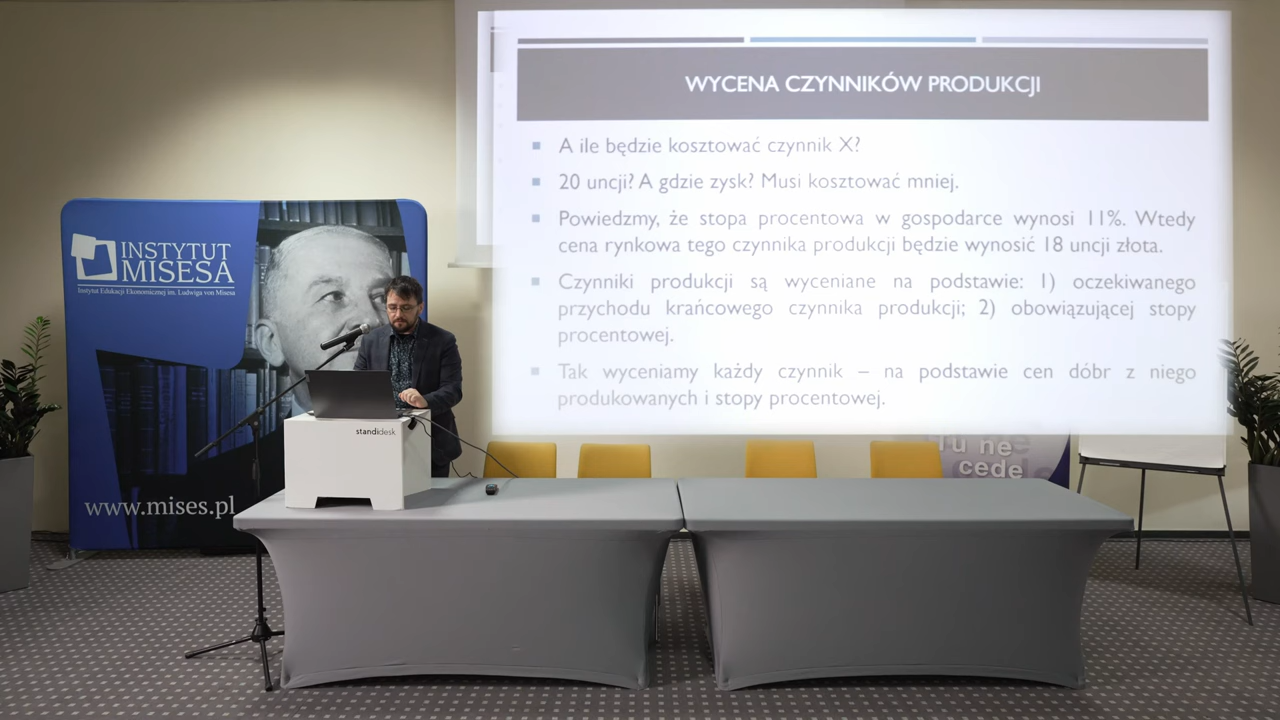 WYCENA CZYNNIKÓW PRODUKCJI
A ile będzie kosztować czynnik X?
20 uncji? A gdzie zysk? Musi kosztować mniej.
Powiedzmy, że stopa procentowa w gospodarce wynosi 11%. Wtedy
cena rynkowa tego czynnika produkcji będzie wynosić 18 uncji złota.
Czynniki produkcji są wyceniane na podstawie: 1) oczekiwanego
przychodu krańcowego czynnika produkcji; 2) obowiązującej stopy
procentowej.
Tak wyceniamy każdy czynnik – na podstawie cen dóbr z niego
produkowanych i stopy procentowej.
INSTYTUT
MISESA
Instytut Edukacji Ekonomicznej im. Ludwiga von Misesa
www.mises.pl
standidesk
Tu ne
cede